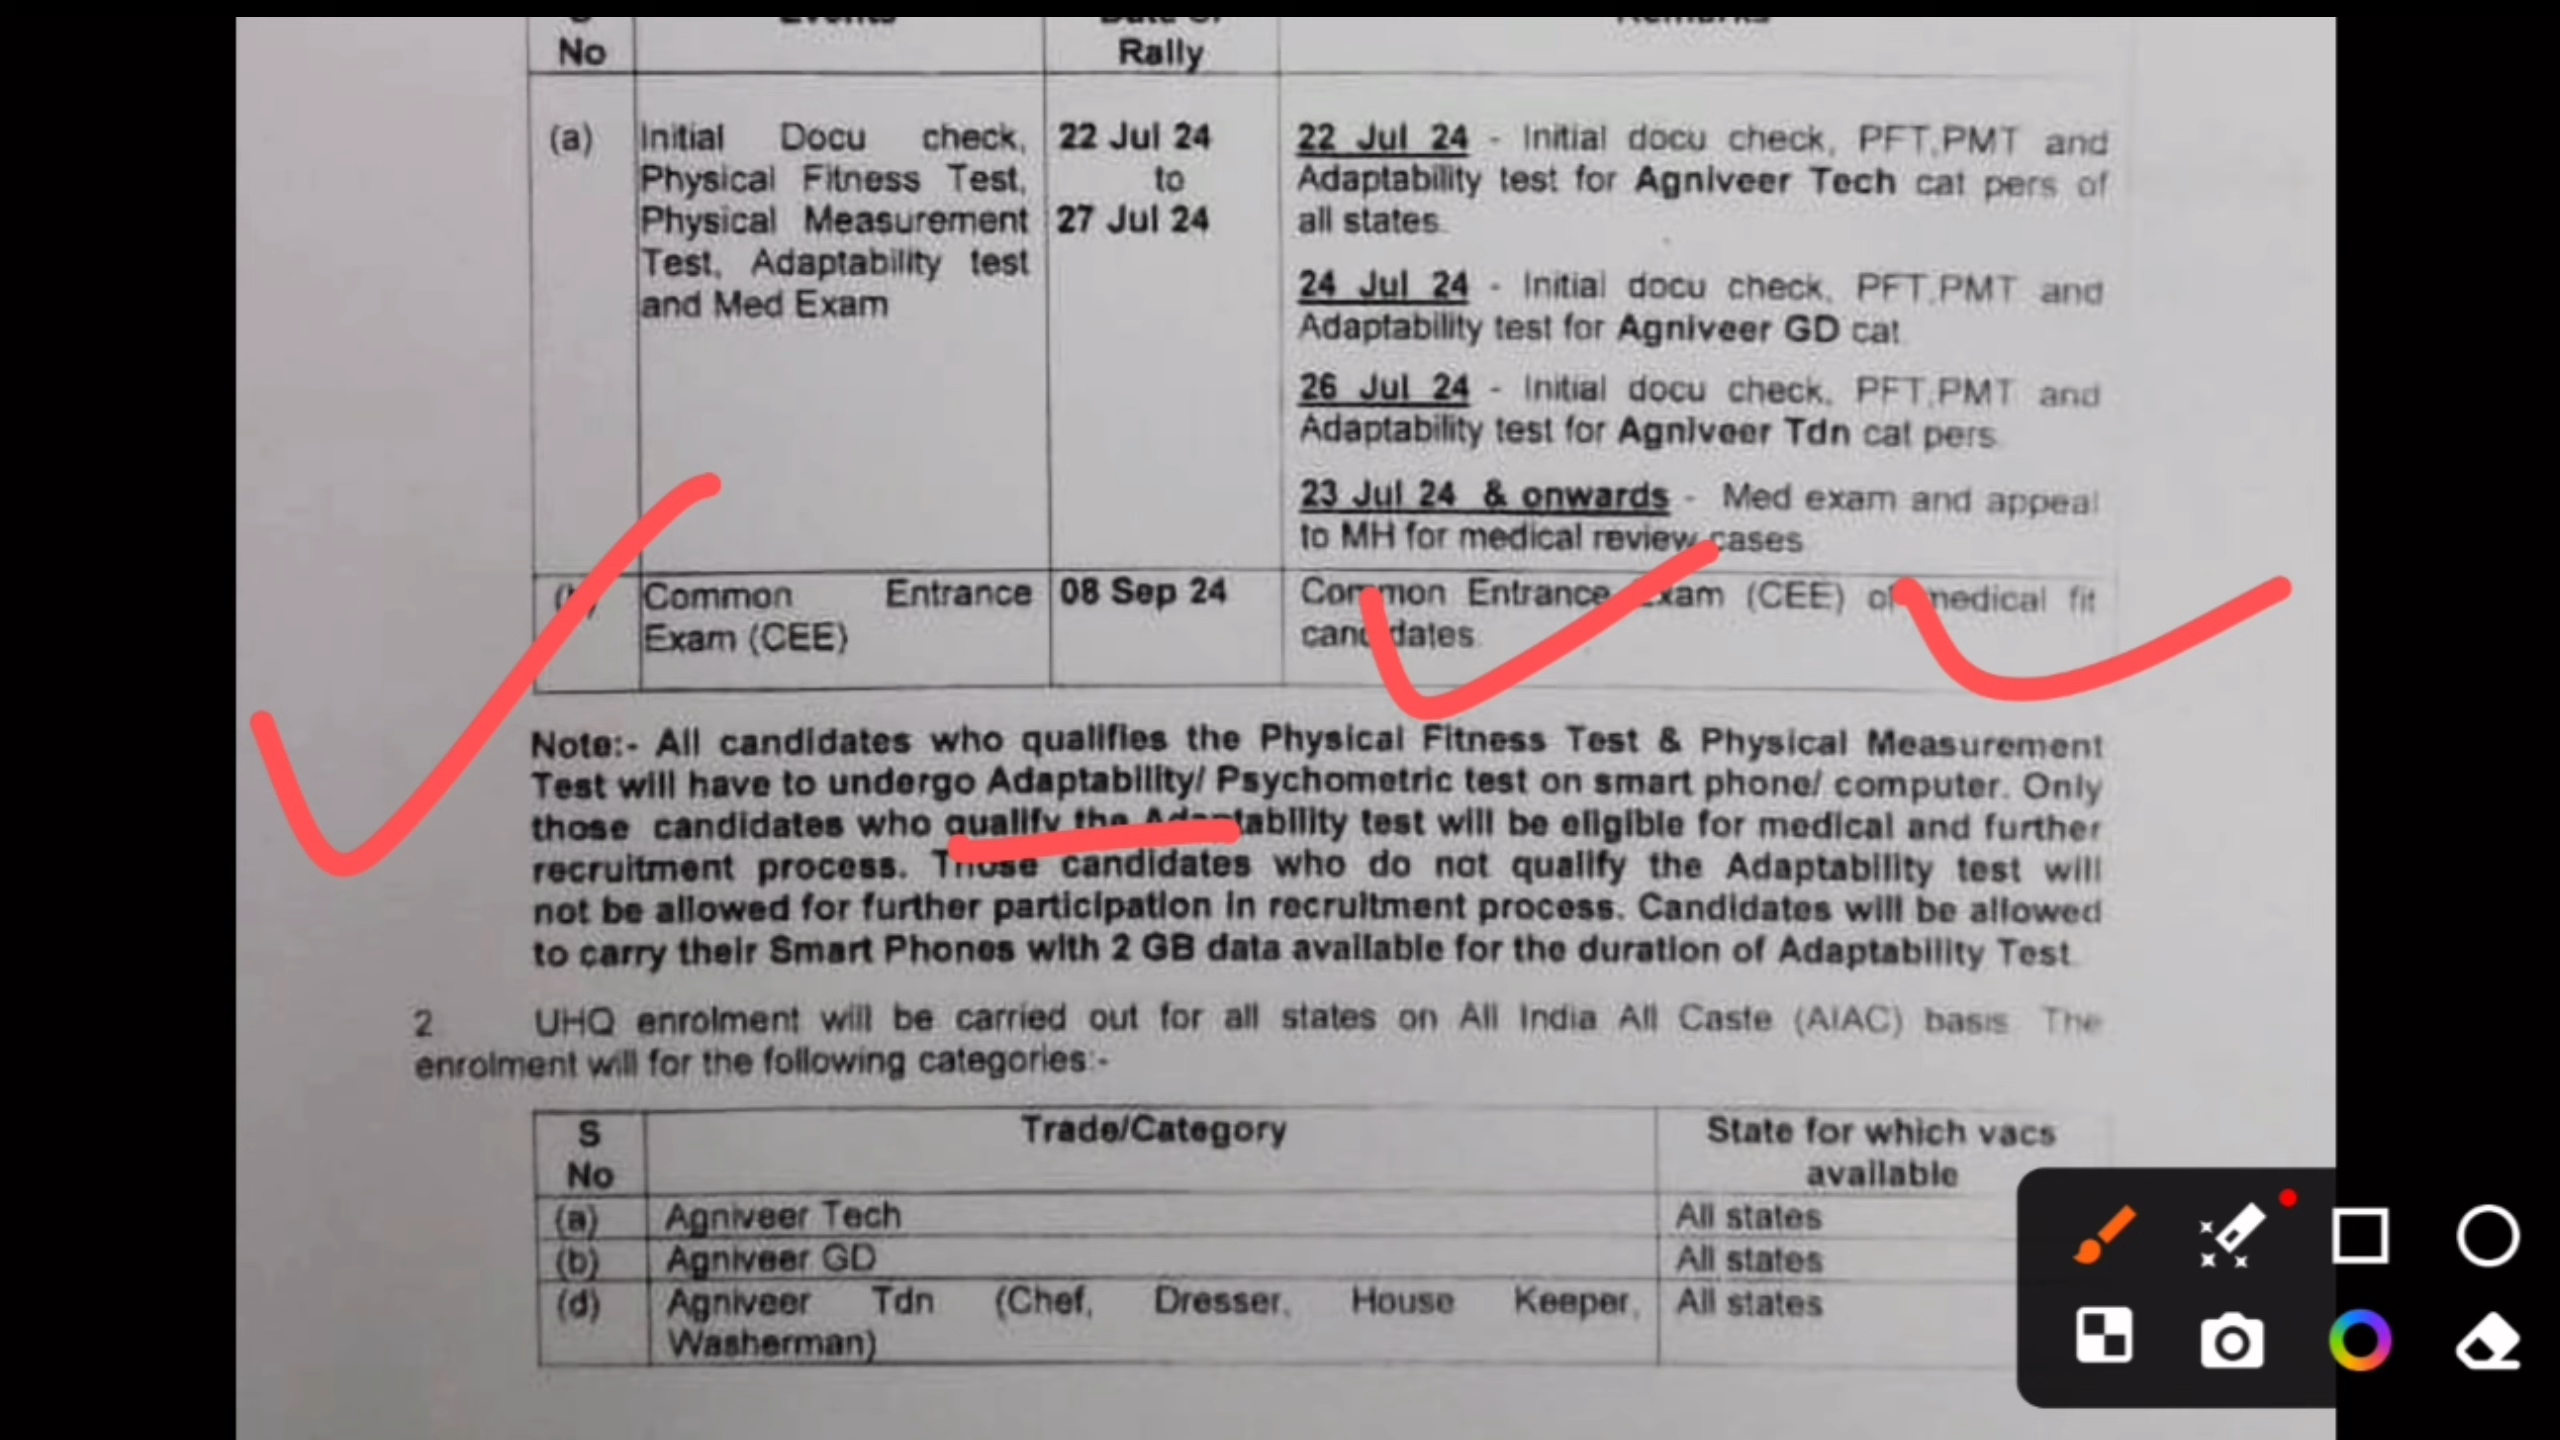 No
Events
Date of
Rally
Remarks
(a)
Initial Docu check,
Physical Fitness Test,
Physical Measurement
Test, Adaptability test
and Med Exam
22 Jul 24
to
27 Jul 24
22 Jul 24 - Initial docu check, PFT,PMT and
Adaptability test for Agniveer Tech cat pers of
all states.
24 Jul 24 - Initial docu check, PFT,PMT and
Adaptability test for Agniveer GD cat.
26 Jul 24 - Initial docu check, PFT,PMT and
Adaptability test for Agniveer Tdn cat pers.
23 Jul 24 & onwards - Med exam and appeal
to MH for medical review cases
Common Entrance
Exam (CEE)
08 Sep 24
Common Entrance Exam (CEE) of medical fit
candidates.
Note:- All candidates who qualifies the Physical Fitness Test & Physical Measurement
Test will have to undergo Adaptability/ Psychometric test on smart phone/ computer. Only
those candidates who qualify the Adaptability test will be eligible for medical and further
recruitment process. Those candidates who do not qualify the Adaptability test will
not be allowed for further participation in recruitment process. Candidates will be allowed
to carry their Smart Phones with 2 GB data available for the duration of Adaptability Test.
2 UHQ enrolment will be carried out for all states on All India All Caste (AIAC) basis. The
enrolment will for the following categories:-
S
No
Trade/Category
State for which vacs
available
(a) Agniveer Tech All states
(b) Agniveer GD All states
(d) Agniveer Tdn (Chef, Dresser, House Keeper, All states
Washerman)